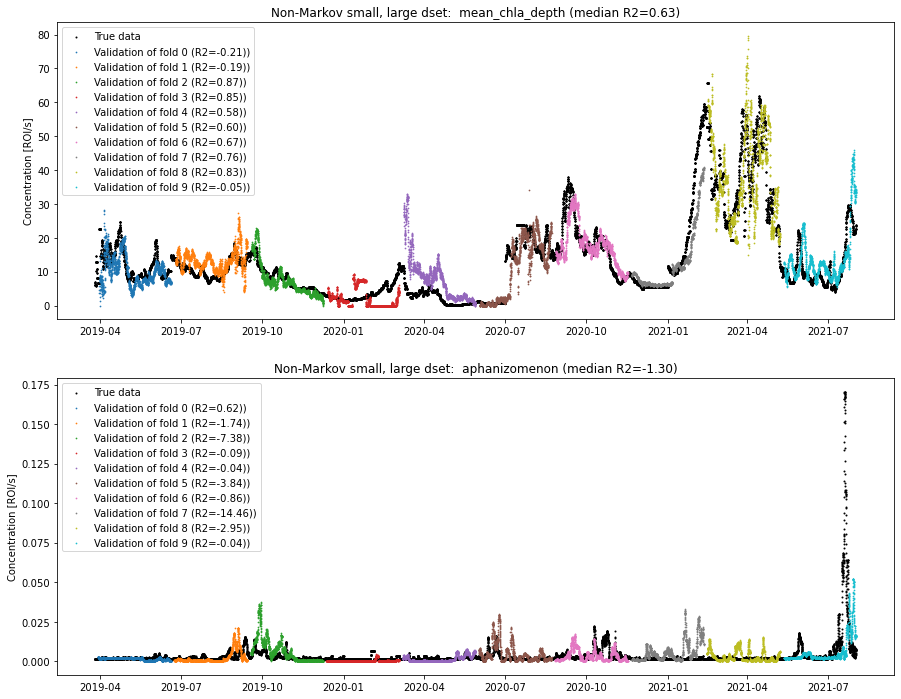 Non-Markov small, large dset:  mean_chla_depth (median R2=0.63)
80
70
60
50
40
30
20
10
0
Concentration [ROI/s]
True data
Validation of fold 0 (R2=-0.21))
Validation of fold 1 (R2=-0.19))
Validation of fold 2 (R2=0.87))
Validation of fold 3 (R2=0.85))
Validation of fold 4 (R2=0.58))
Validation of fold 5 (R2=0.60))
Validation of fold 6 (R2=0.67))
Validation of fold 7 (R2=0.76))
Validation of fold 8 (R2=0.83))
Validation of fold 9 (R2=-0.05))
2019-04 2019-07 2019-10 2020-01 2020-04 2020-07 2020-10 2021-01 2021-04 2021-07
Non-Markov small, large dset:  aphanizomenon (median R2=-1.30)
0.175
0.150
0.125
0.100
0.075
0.050
0.025
0.000
Concentration [ROI/s]
True data
Validation of fold 0 (R2=0.62))
Validation of fold 1 (R2=-1.74))
Validation of fold 2 (R2=-7.38))
Validation of fold 3 (R2=-0.09))
Validation of fold 4 (R2=-0.04))
Validation of fold 5 (R2=-3.84))
Validation of fold 6 (R2=-0.86))
Validation of fold 7 (R2=-14.46))
Validation of fold 8 (R2=-2.95))
Validation of fold 9 (R2=-0.04))
2019-04 2019-07 2019-10 2020-01 2020-04 2020-07 2020-10 2021-01 2021-04 2021-07